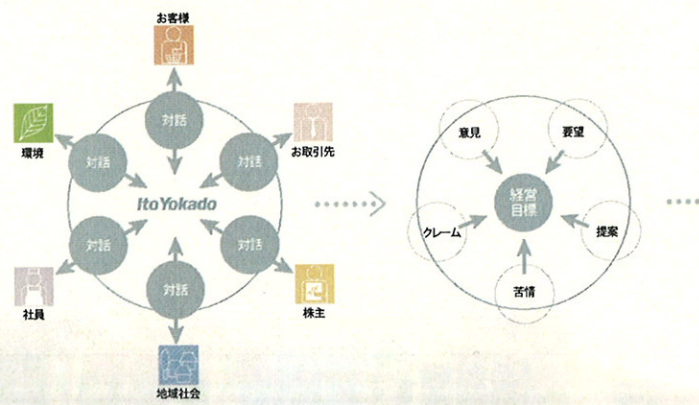 お客様
対話
環境
対話
お取引先
対話
ItoYokado
対話
社員
対話
株主
対話
地域社会
意見
要望
経営
目標
クレーム
提案
苦情